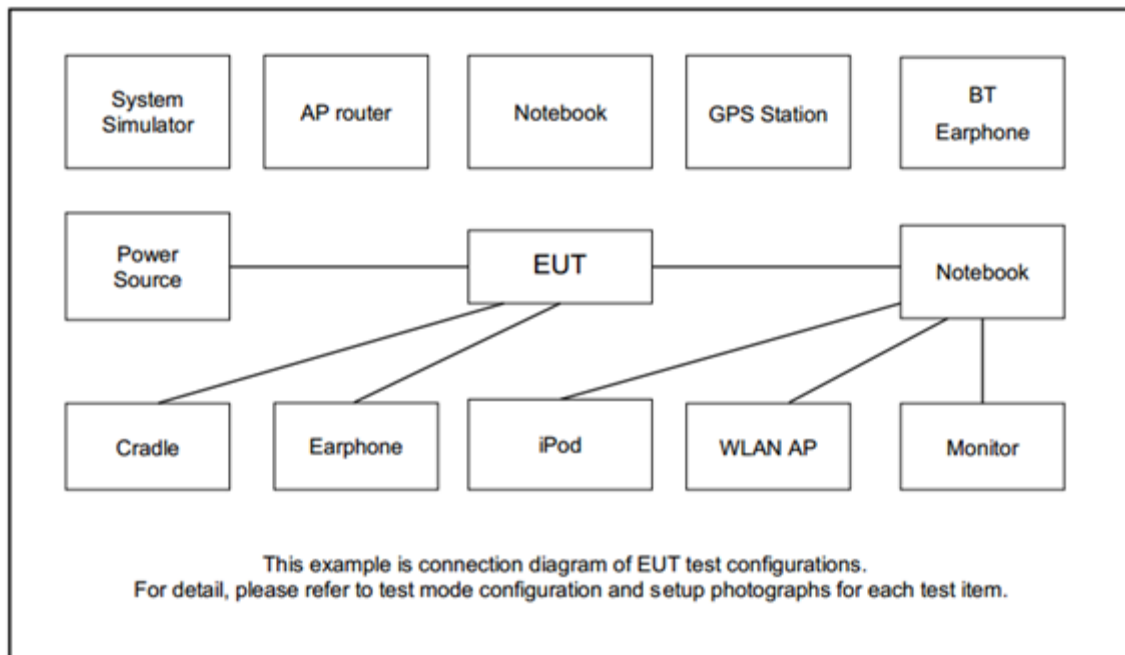 System
Simulator
AP router
Notebook
GPS Station
BT
Earphone
Power
Source
EUT
Notebook
Cradle
Earphone
iPod
WLAN AP
Monitor
This example is connection diagram of EUT test configurations.
For detail, please refer to test mode configuration and setup photographs for each test item.